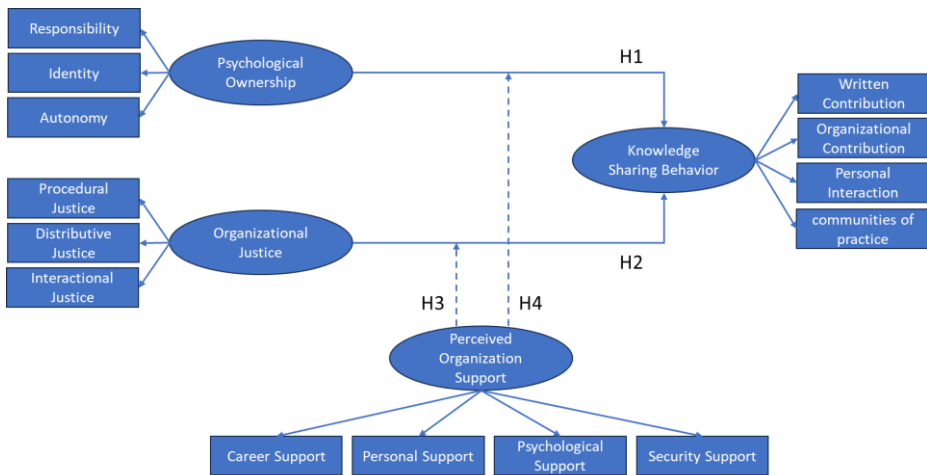 Responsibility
Identity
Autonomy
Psychological
Ownership
H1
Written
Contribution
Organizational
Contribution
Personal
Interaction
communities of
practice
Knowledge
Sharing Behavior
Procedural
Justice
Distributive
Justice
Interactional
Justice
Organizational
Justice
H2
H3
H4
Perceived
Organization
Support
Career Support
Personal Support
Psychological
Support
Security Support